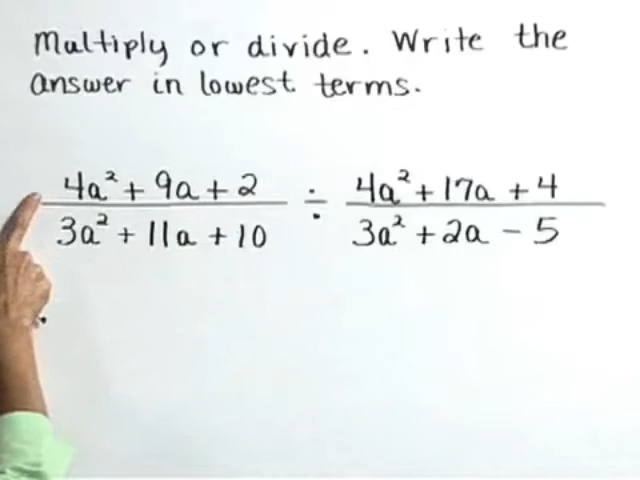 Multiply or divide. Write the
answer in lowest terms.
4a² + 9a + 2 ÷ 4a² + 17a + 4
3a² + 11a + 10 3a² + 2a - 5